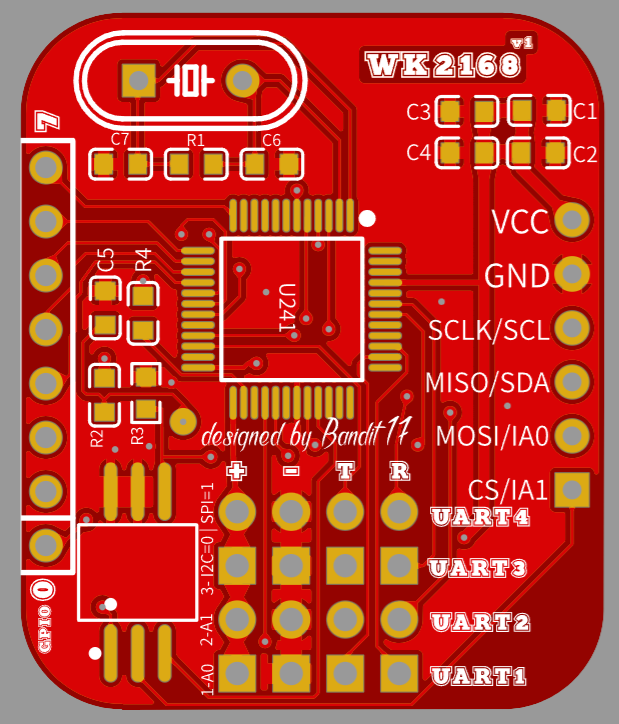 v1
WK2168
7
C7 R1 C6
C3 C1
C4 C2
VCC
GND
SCLK/SCL
MISO/SDA
MOSI/IA0
CS/IA1
C5 R4
U241
R2 R3
designed by Bandit17
+ - T R
UART4
UART3
UART2
UART1
3-I2C=0 | SPI=1
2-A1
1-A0
GPIO 0